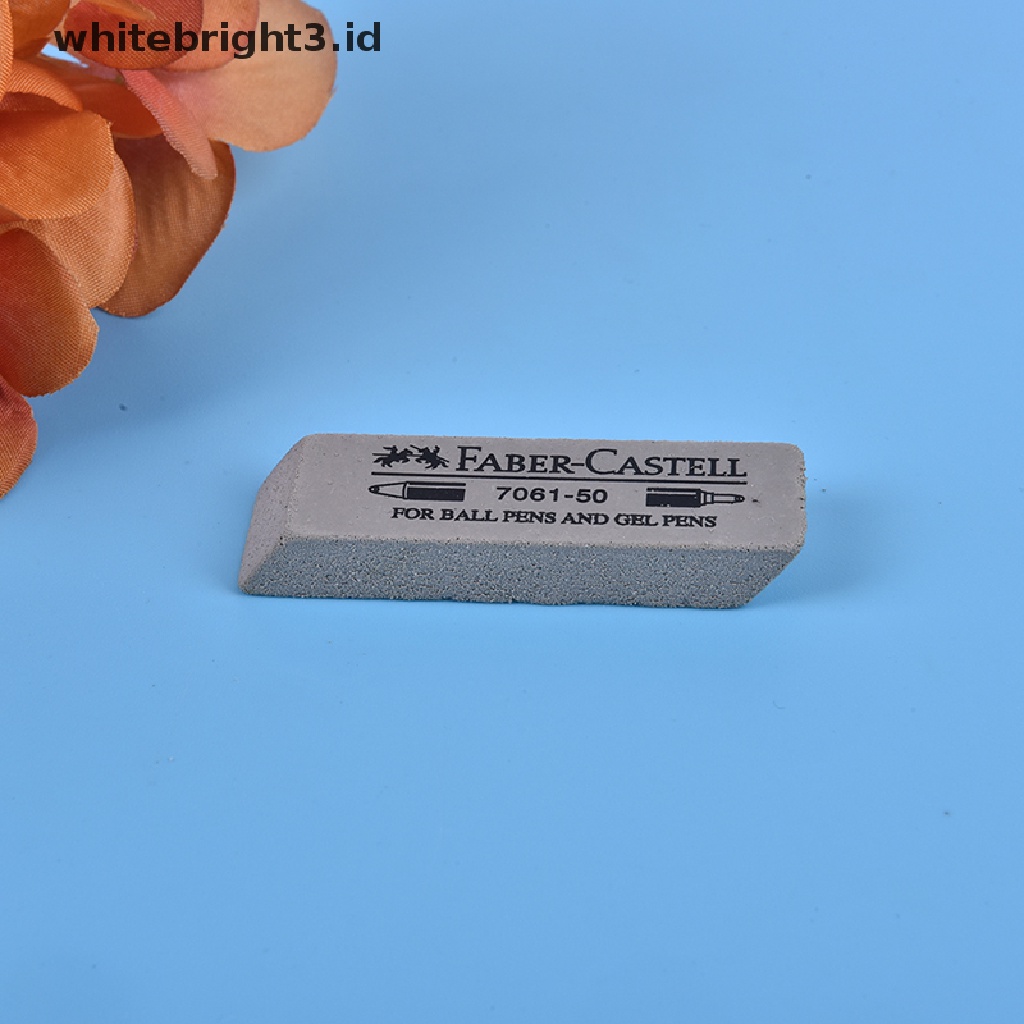 whitebright3.id
FABER-CASTELL
7061-50
FOR BALL PENS AND GEL PENS